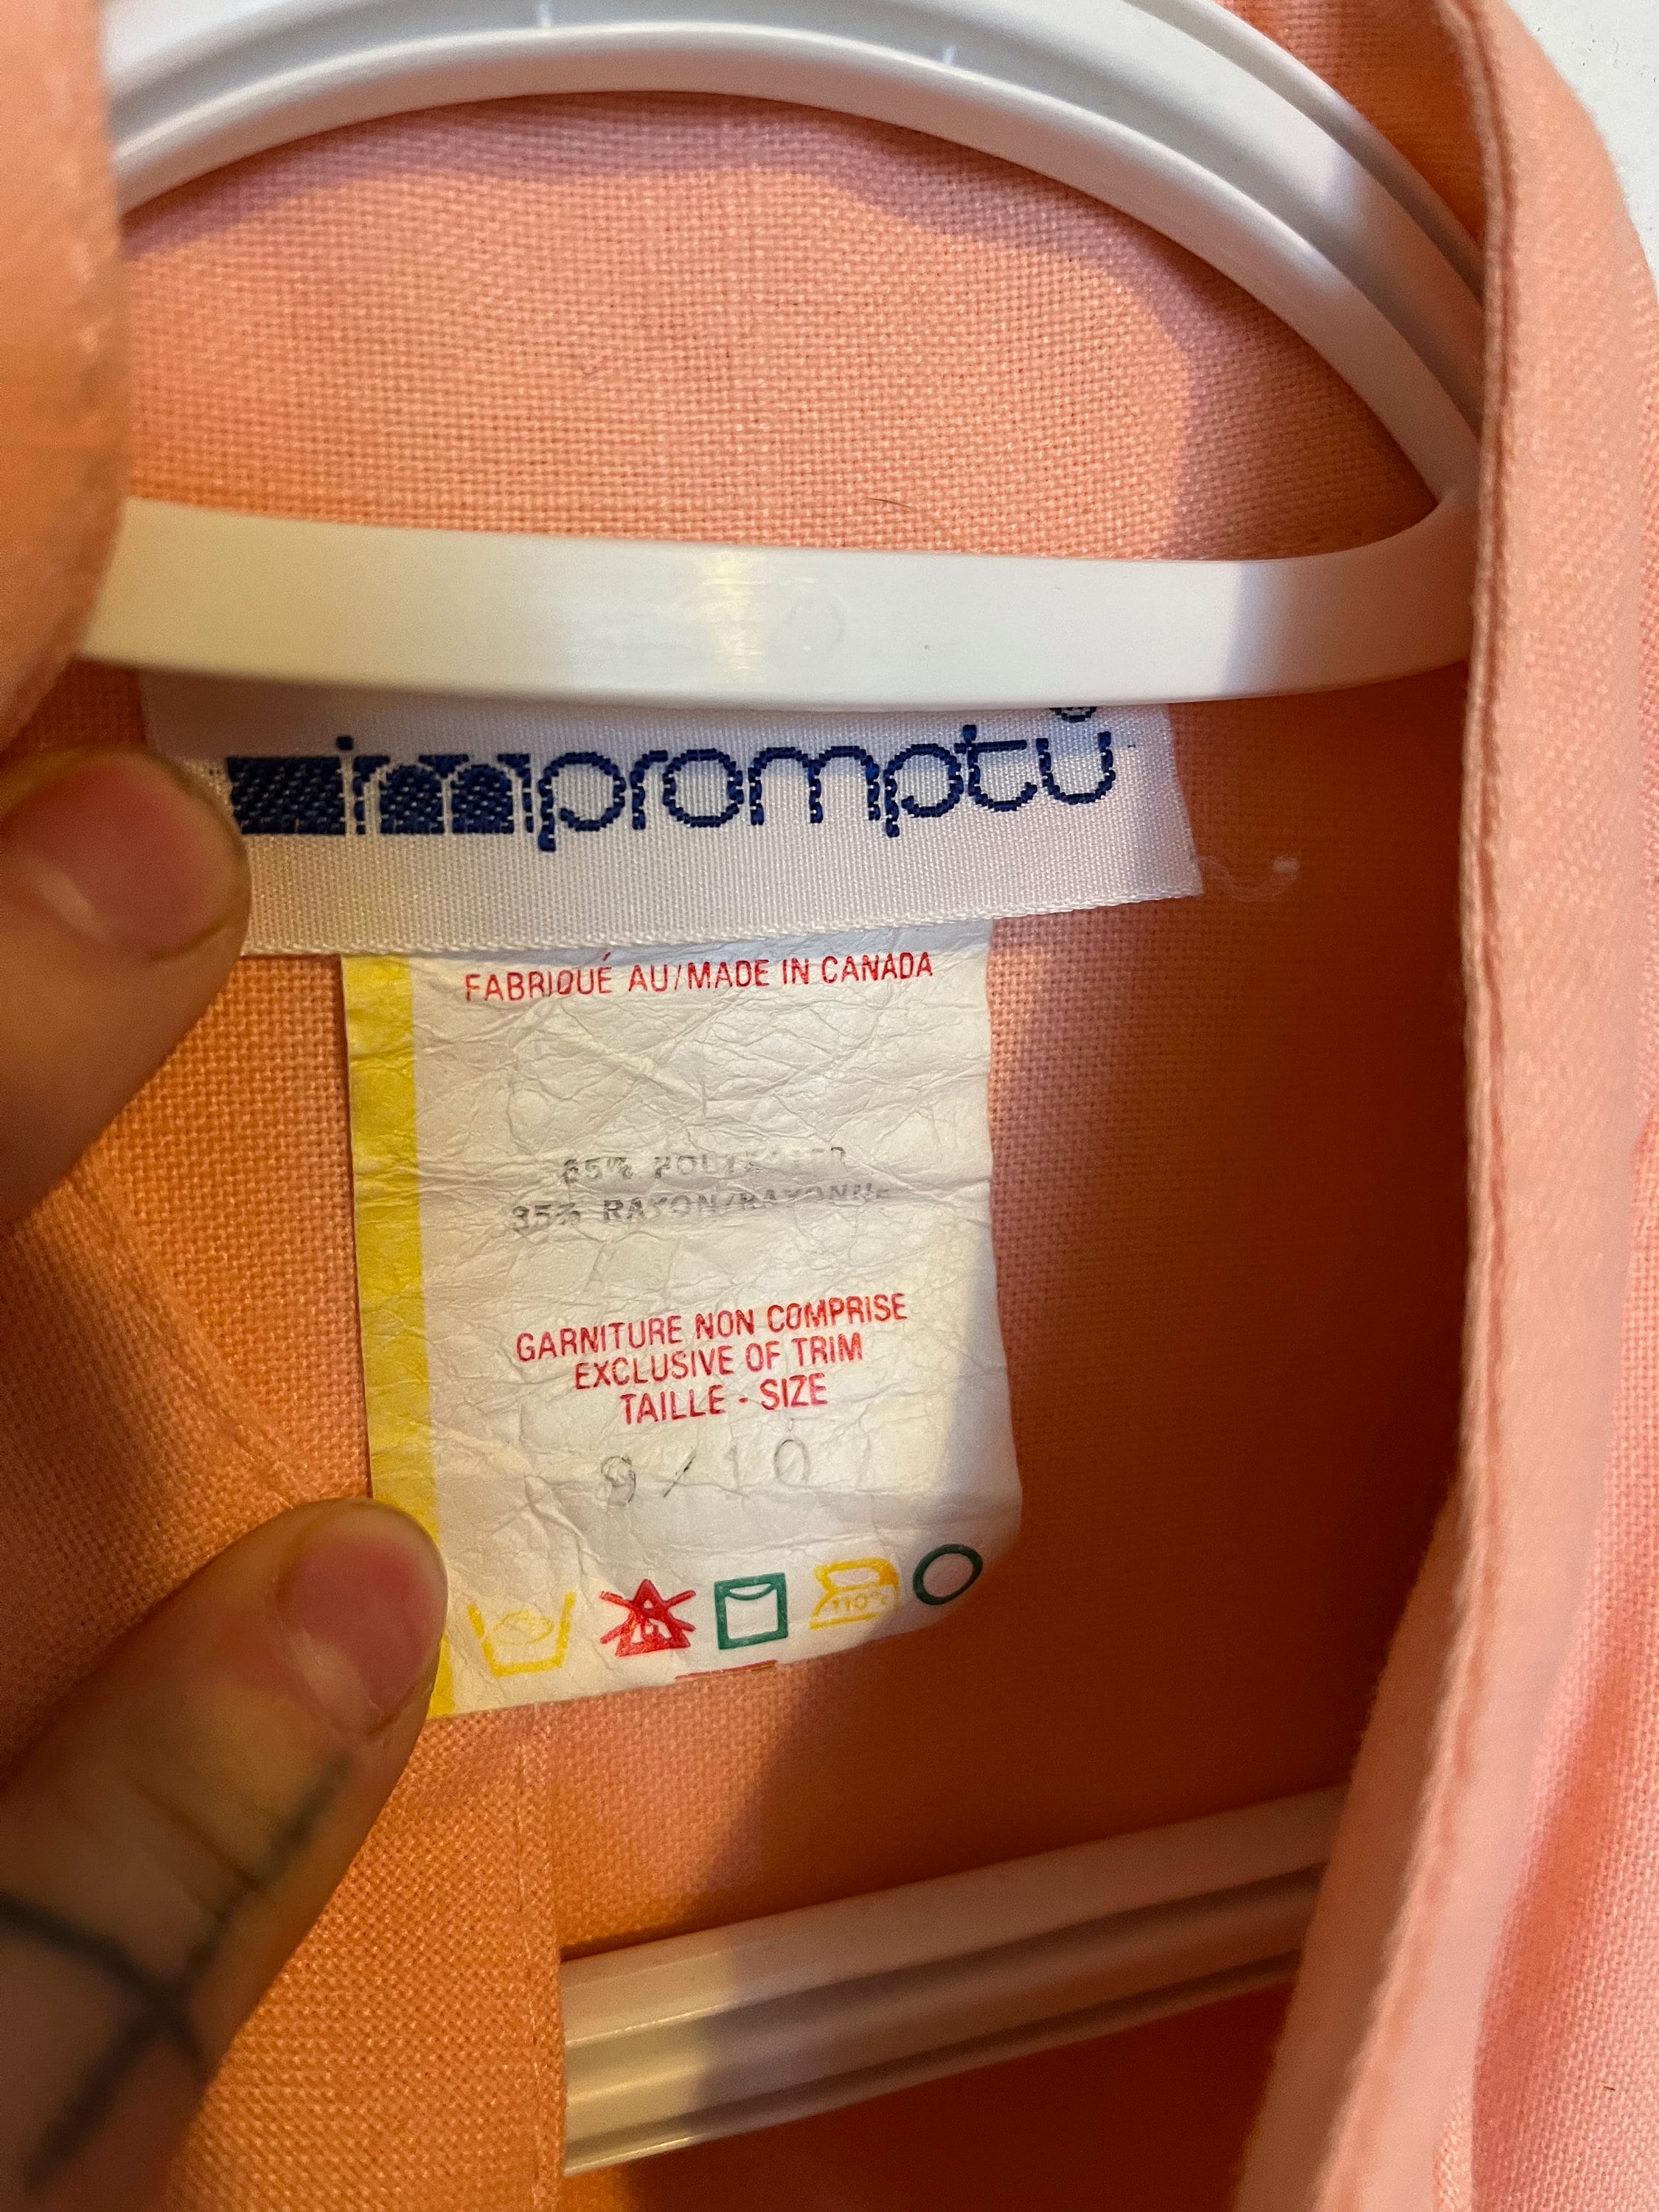 impromptu
FABRIQUÉ AU/MADE IN CANADA
65% POLYESTER
35% RAYON/RAYONNE
GARNITURE NON COMPRISE
EXCLUSIVE OF TRIM
TAILLE - SIZE
9/10
110°C